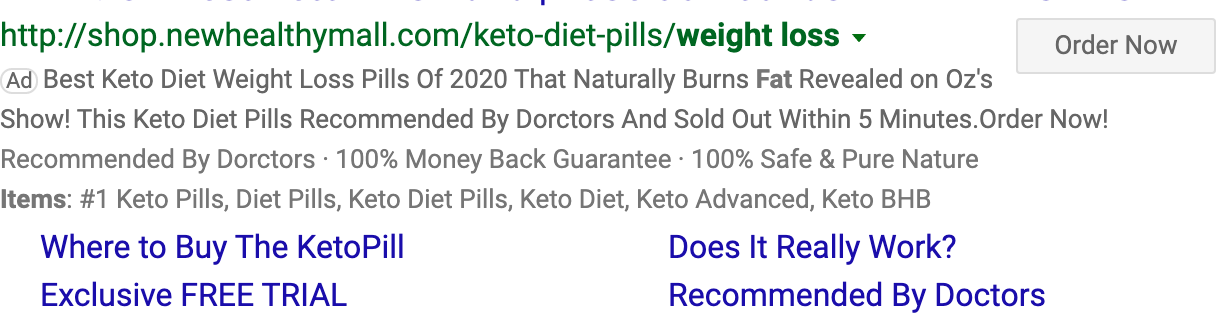 http://shop.newhealthymall.com/keto-diet-pills/weight loss
Order Now
Ad Best Keto Diet Weight Loss Pills Of 2020 That Naturally Burns Fat Revealed on Oz's
Show! This Keto Diet Pills Recommended By Dorctors And Sold Out Within 5 Minutes.Order Now!
Recommended By Dorctors · 100% Money Back Guarantee · 100% Safe & Pure Nature
Items: #1 Keto Pills, Diet Pills, Keto Diet Pills, Keto Diet, Keto Advanced, Keto BHB
Where to Buy The KetoPill
Does It Really Work?
Exclusive FREE TRIAL
Recommended By Doctors